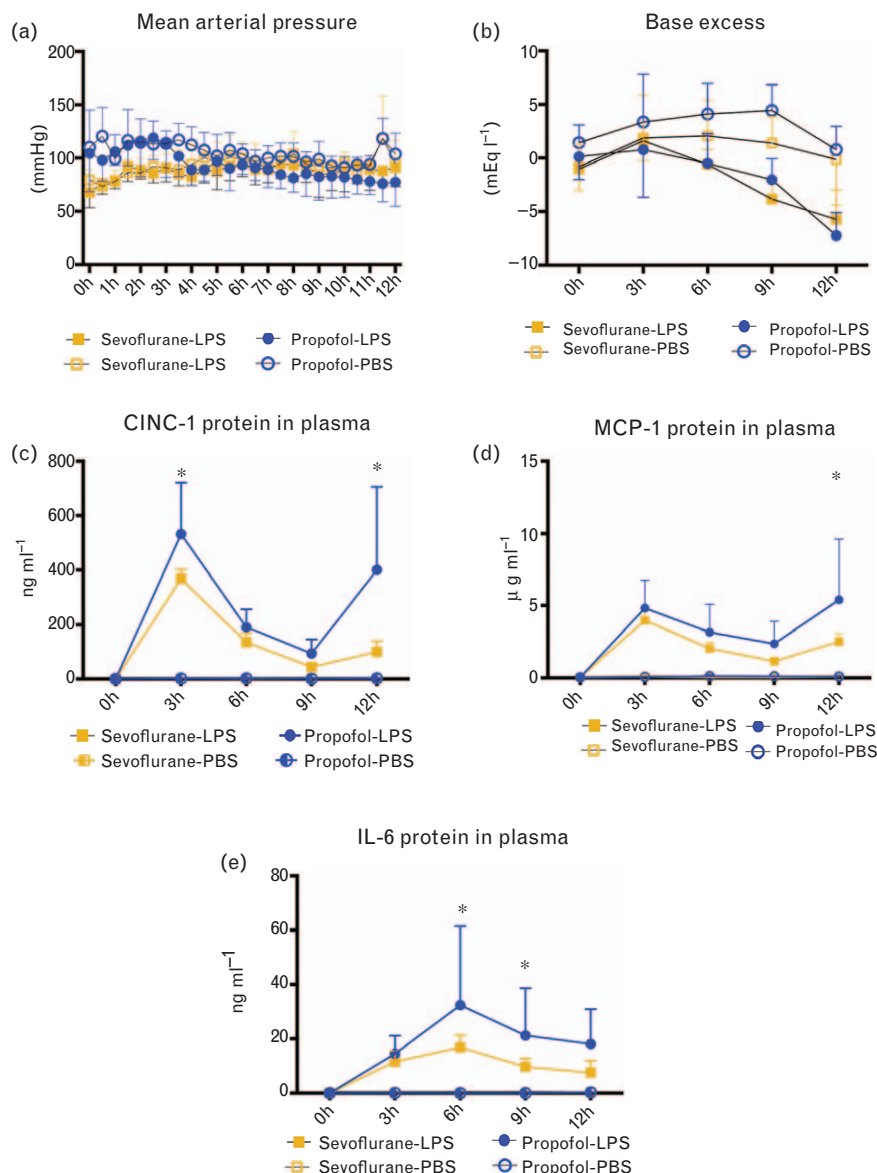 Mean arterial pressure
(a)
200
150
100
50
0
(mmHg)
0h 1h 2h 3h 4h 5h 6h 7h 8h 9h 10h 11h 12h
Sevoflurane-LPS Propofol-LPS
Sevoflurane-LPS Propofol-PBS
Base excess
(b)
10
5
0
−5
−10
(mEq l−1)
0h 3h 6h 9h 12h
Sevoflurane-LPS Propofol-LPS
Sevoflurane-PBS Propofol-PBS
CINC-1 protein in plasma
(c)
800
600
400
200
0
ng ml−1
* *
0h 3h 6h 9h 12h
Sevoflurane-LPS Propofol-LPS
Sevoflurane-PBS Propofol-PBS
MCP-1 protein in plasma
(d)
15
10
5
0
μ g ml−1
*
0h 3h 6h 9h 12h
Sevoflurane-LPS Propofol-LPS
Sevoflurane-PBS Propofol-PBS
IL-6 protein in plasma
(e)
80
60
40
20
0
ng ml−1
* *
0h 3h 6h 9h 12h
Sevoflurane-LPS Propofol-LPS
Sevoflurane-PBS Propofol-PBS